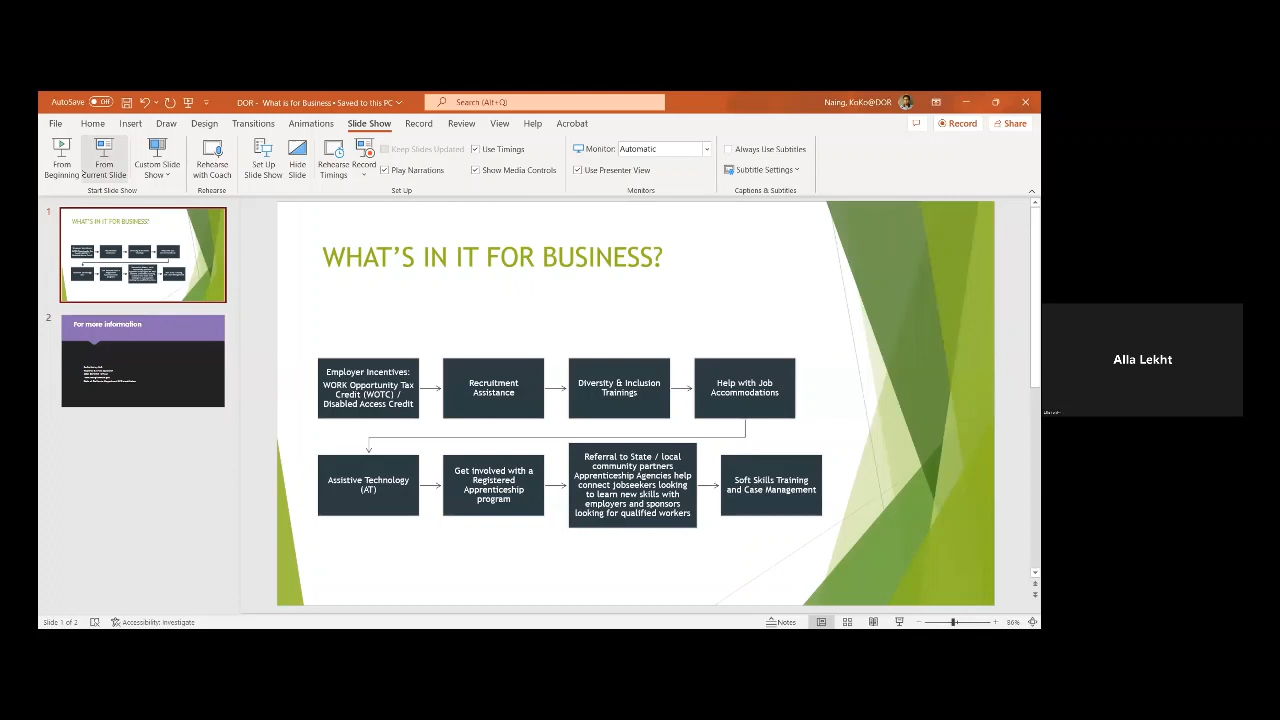 AutoSave Off
DOR - What is for Business • Saved to this PC
Search (Alt+Q)
Naing, KoKo@DOR
File Home Insert Draw Design Transitions Animations Slide Show Record Review View Help Acrobat
Record Share
From Beginning
From Current Slide
Custom Slide Show
Rehearse with Coach
Set Up Slide Show
Hide Slide
Rehearse Timings
Record
Keep Slides Updated
Use Timings
Play Narrations
Show Media Controls
Monitor: Automatic
Use Presenter View
Always Use Subtitles
Subtitle Settings
Start Slide Show
Rehearse
Set Up
Monitors
Captions & Subtitles
1
WHAT'S IN IT FOR BUSINESS?
2
For more information
WHAT'S IN IT FOR BUSINESS?
Employer Incentives:
WORK Opportunity Tax
Credit (WOTC) /
Disabled Access Credit
Recruitment
Assistance
Diversity & Inclusion
Trainings
Help with Job
Accommodations
Assistive Technology
(AT)
Get involved with a
Registered
Apprenticeship
program
Referral to State / local
community partners
Apprenticeship Agencies help
connect jobseekers looking
to learn new skills with
employers and sponsors
looking for qualified workers
Soft Skills Training
and Case Management
Alla Lekht
Slide 1 of 2
Accessibility: Investigate
Notes
86%